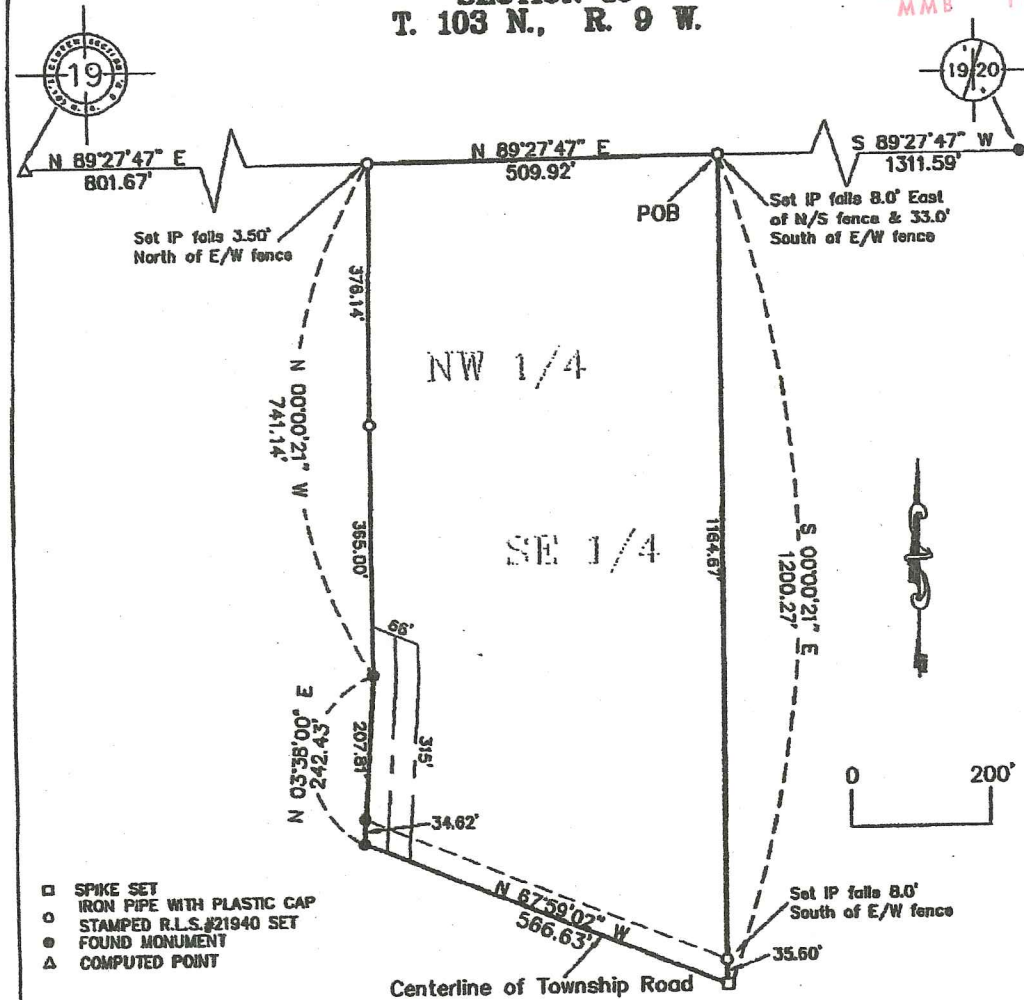 T. 103 N., R. 9 W.
MMB
19
19 20
N 89°27'47" E
801.67'
N 89°27'47" E
509.92'
S 89°27'47" W
1311.59'
POB
Set IP falls 3.50'
North of E/W fence
Set IP falls 8.0' East
of N/S fence & 33.0'
South of E/W fence
376.14'
NW 1/4
N 00°00'21" W
741.14'
365.00'
SE 1/4
1164.67'
S 00°00'21" E
1200.27'
66'
315'
N 03°38'00" E
242.43'
207.81'
34.62'
0 200'
N 67°59'02" W
566.63'
Set IP falls 8.0'
South of E/W fence
35.60'
Centerline of Township Road
SPIKE SET
IRON PIPE WITH PLASTIC CAP
STAMPED R.L.S.#21940 SET
FOUND MONUMENT
COMPUTED POINT